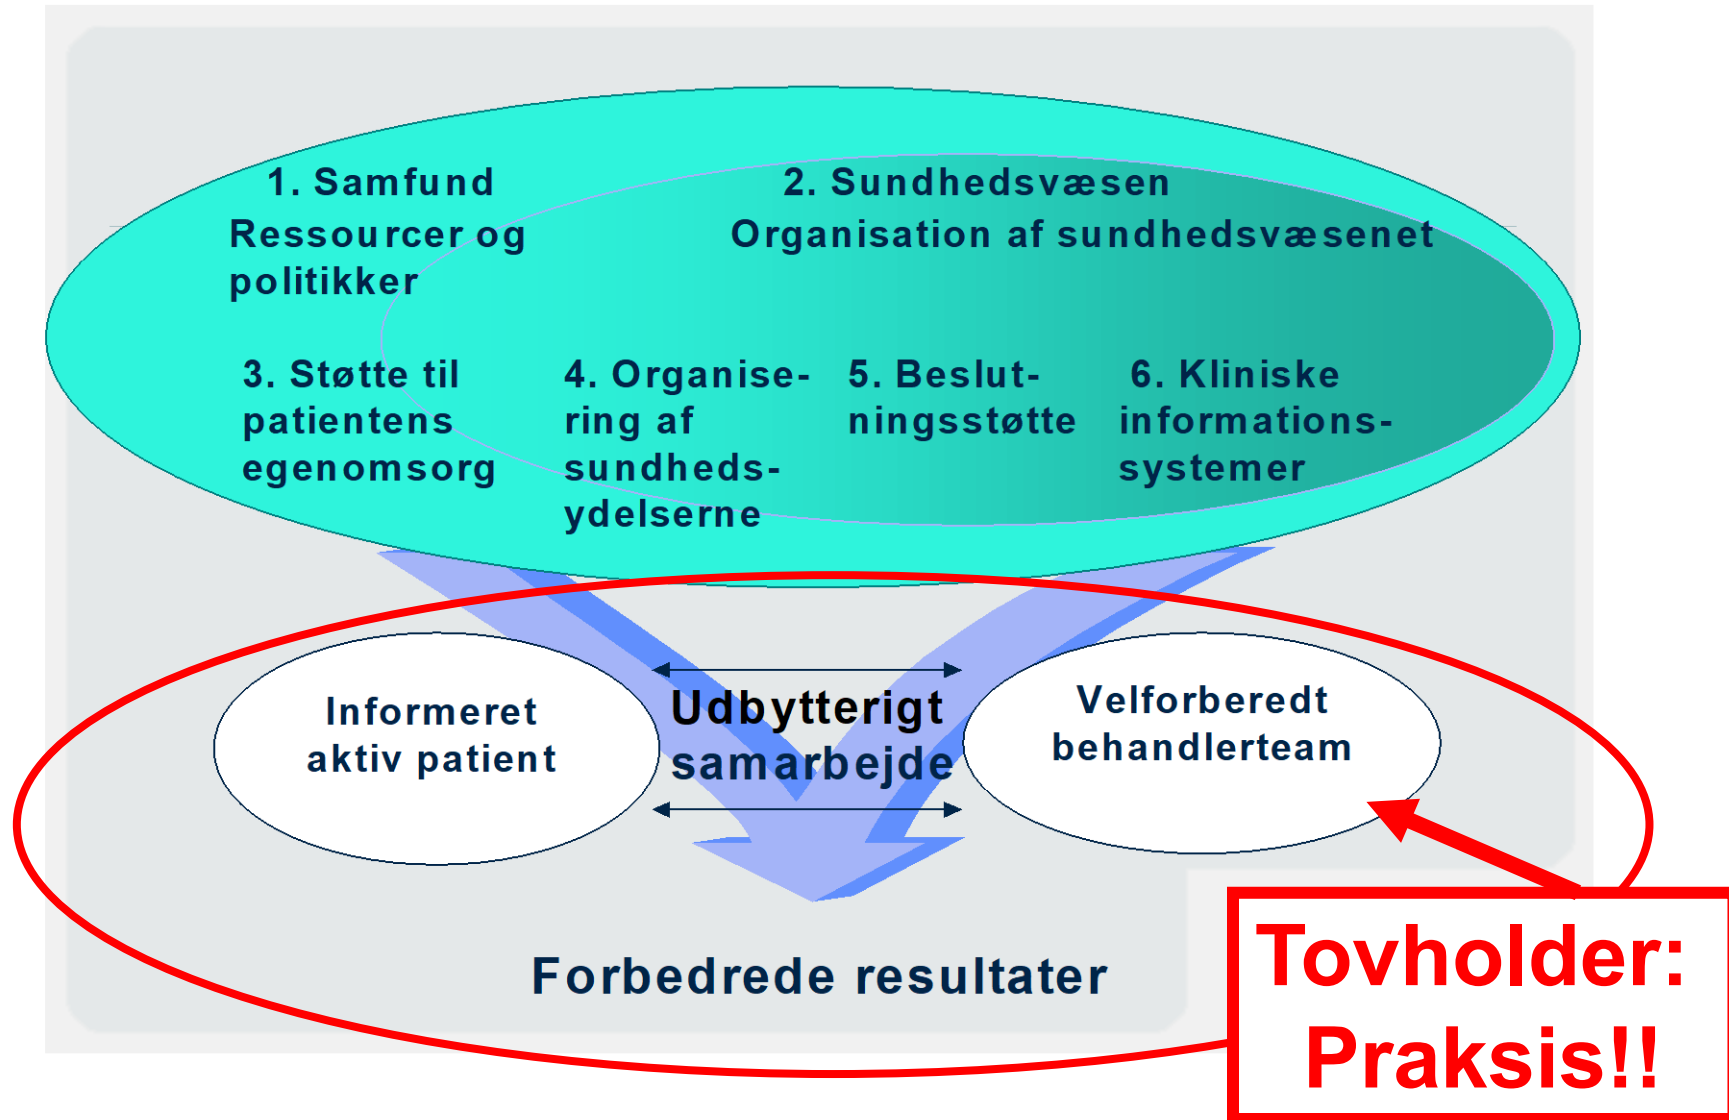 1. Samfund
Ressourcer og
politikker
2. Sundhedsvæsen
Organisation af sundhedsvæsenet
3. Støtte til
patientens
egenomsorg
4. Organise-
ring af
sundheds-
ydelserne
5. Beslut-
ningsstøtte
6. Kliniske
informations-
systemer
Informeret
aktiv patient
Udbytterigt
samarbejde
Velforberedt
behandlerteam
Forbedrede resultater
Tovholder:
Praksis!!